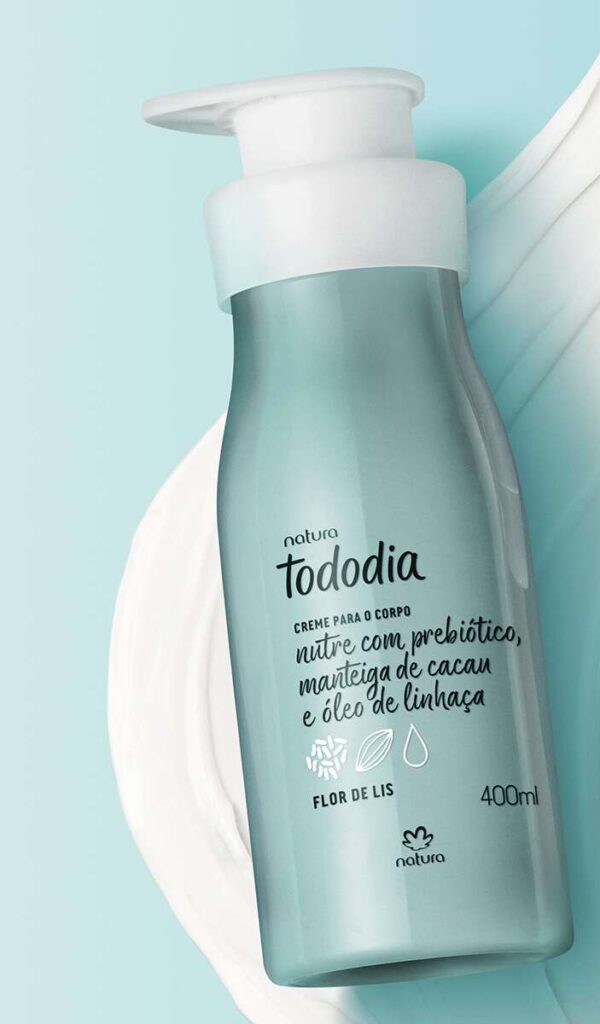 natura
tododia
CREME PARA O CORPO
nutre com prebiótico,
manteiga de cacau
e óleo de linhaça
FLOR DE LIS
400ml
natura